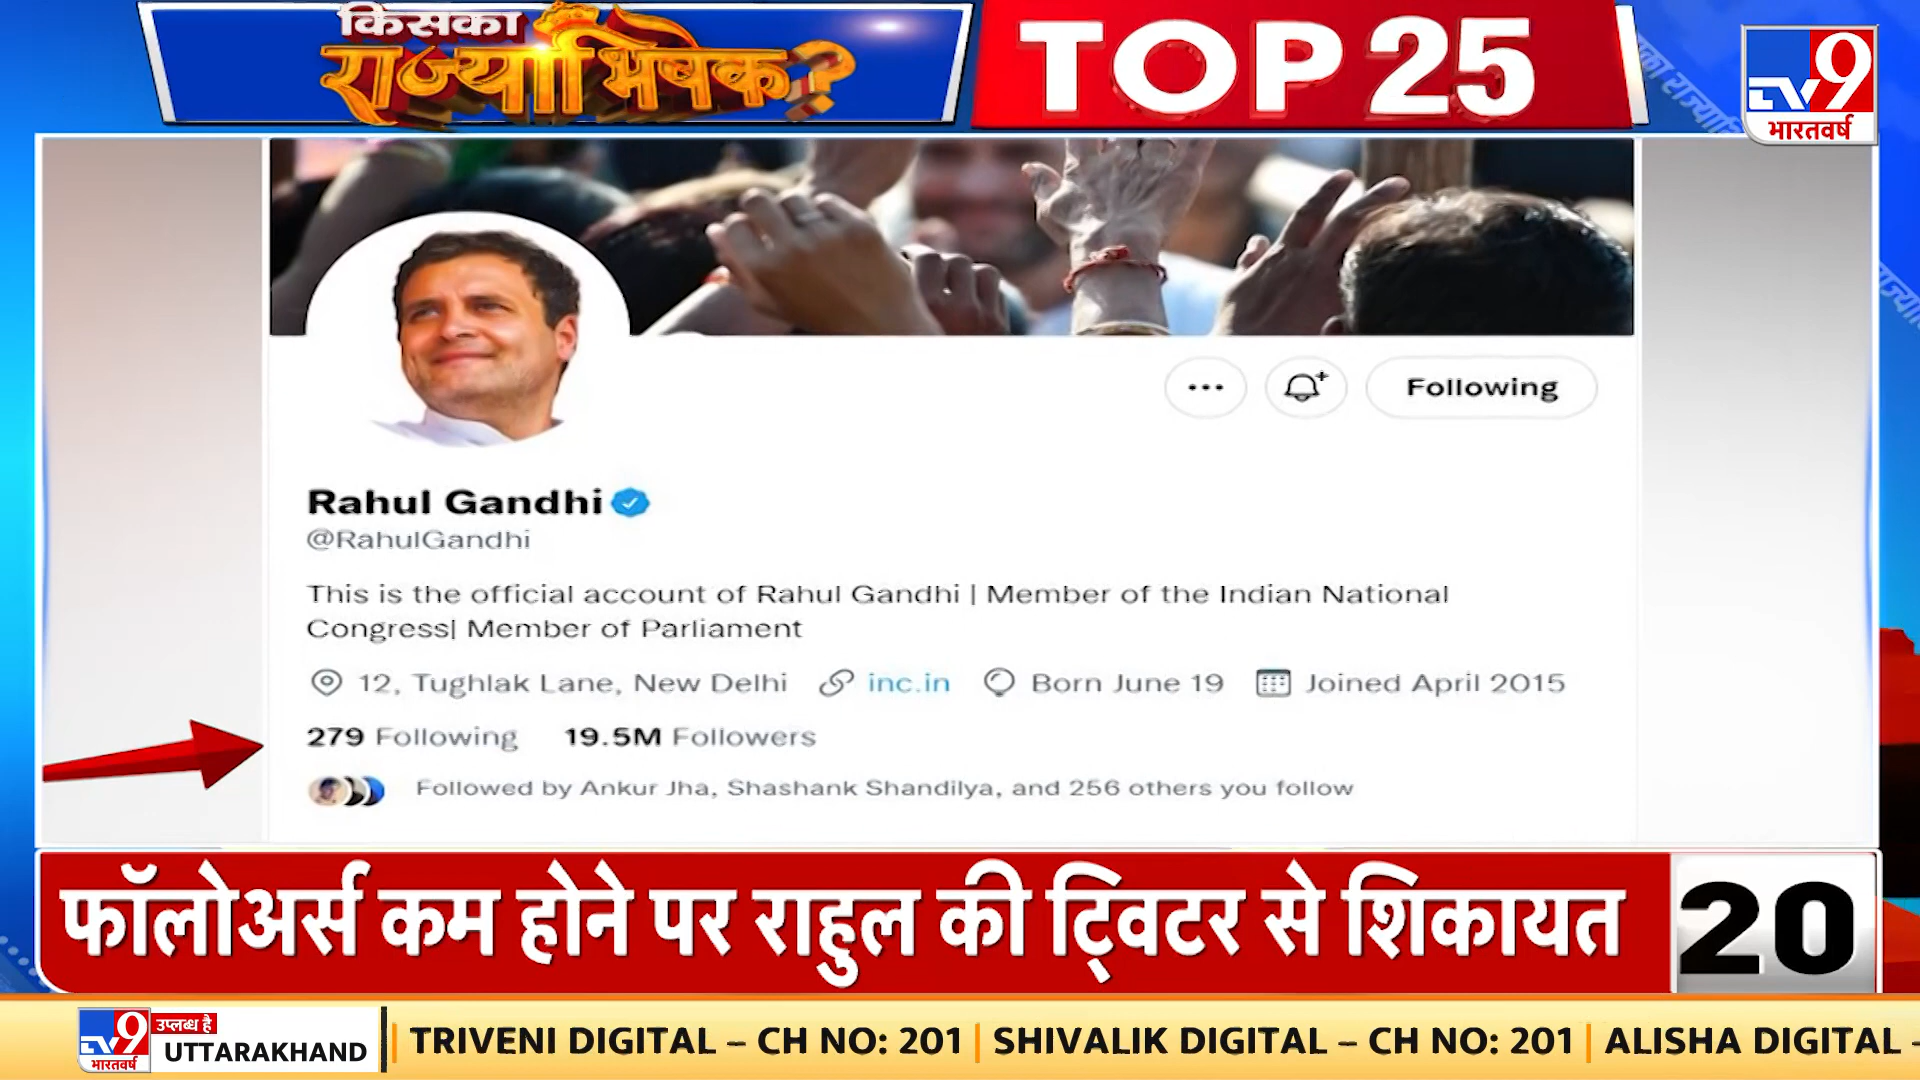 किसका
राज्याभिषेक?
TOP 25
TV9
भारतवर्ष
Following
Rahul Gandhi
@RahulGandhi
This is the official account of Rahul Gandhi | Member of the Indian National
Congress| Member of Parliament
12, Tughlak Lane, New Delhi inc.in Born June 19 Joined April 2015
279 Following 19.5M Followers
Followed by Ankur Jha, Shashank Shandilya, and 256 others you follow
फॉलोअर्स कम होने पर राहुल की ट्विटर से शिकायत
20
TV9 भारतवर्ष उपलब्ध है UTTARAKHAND
TRIVENI DIGITAL – CH NO: 201 | SHIVALIK DIGITAL – CH NO: 201 | ALISHA DIGITAL –